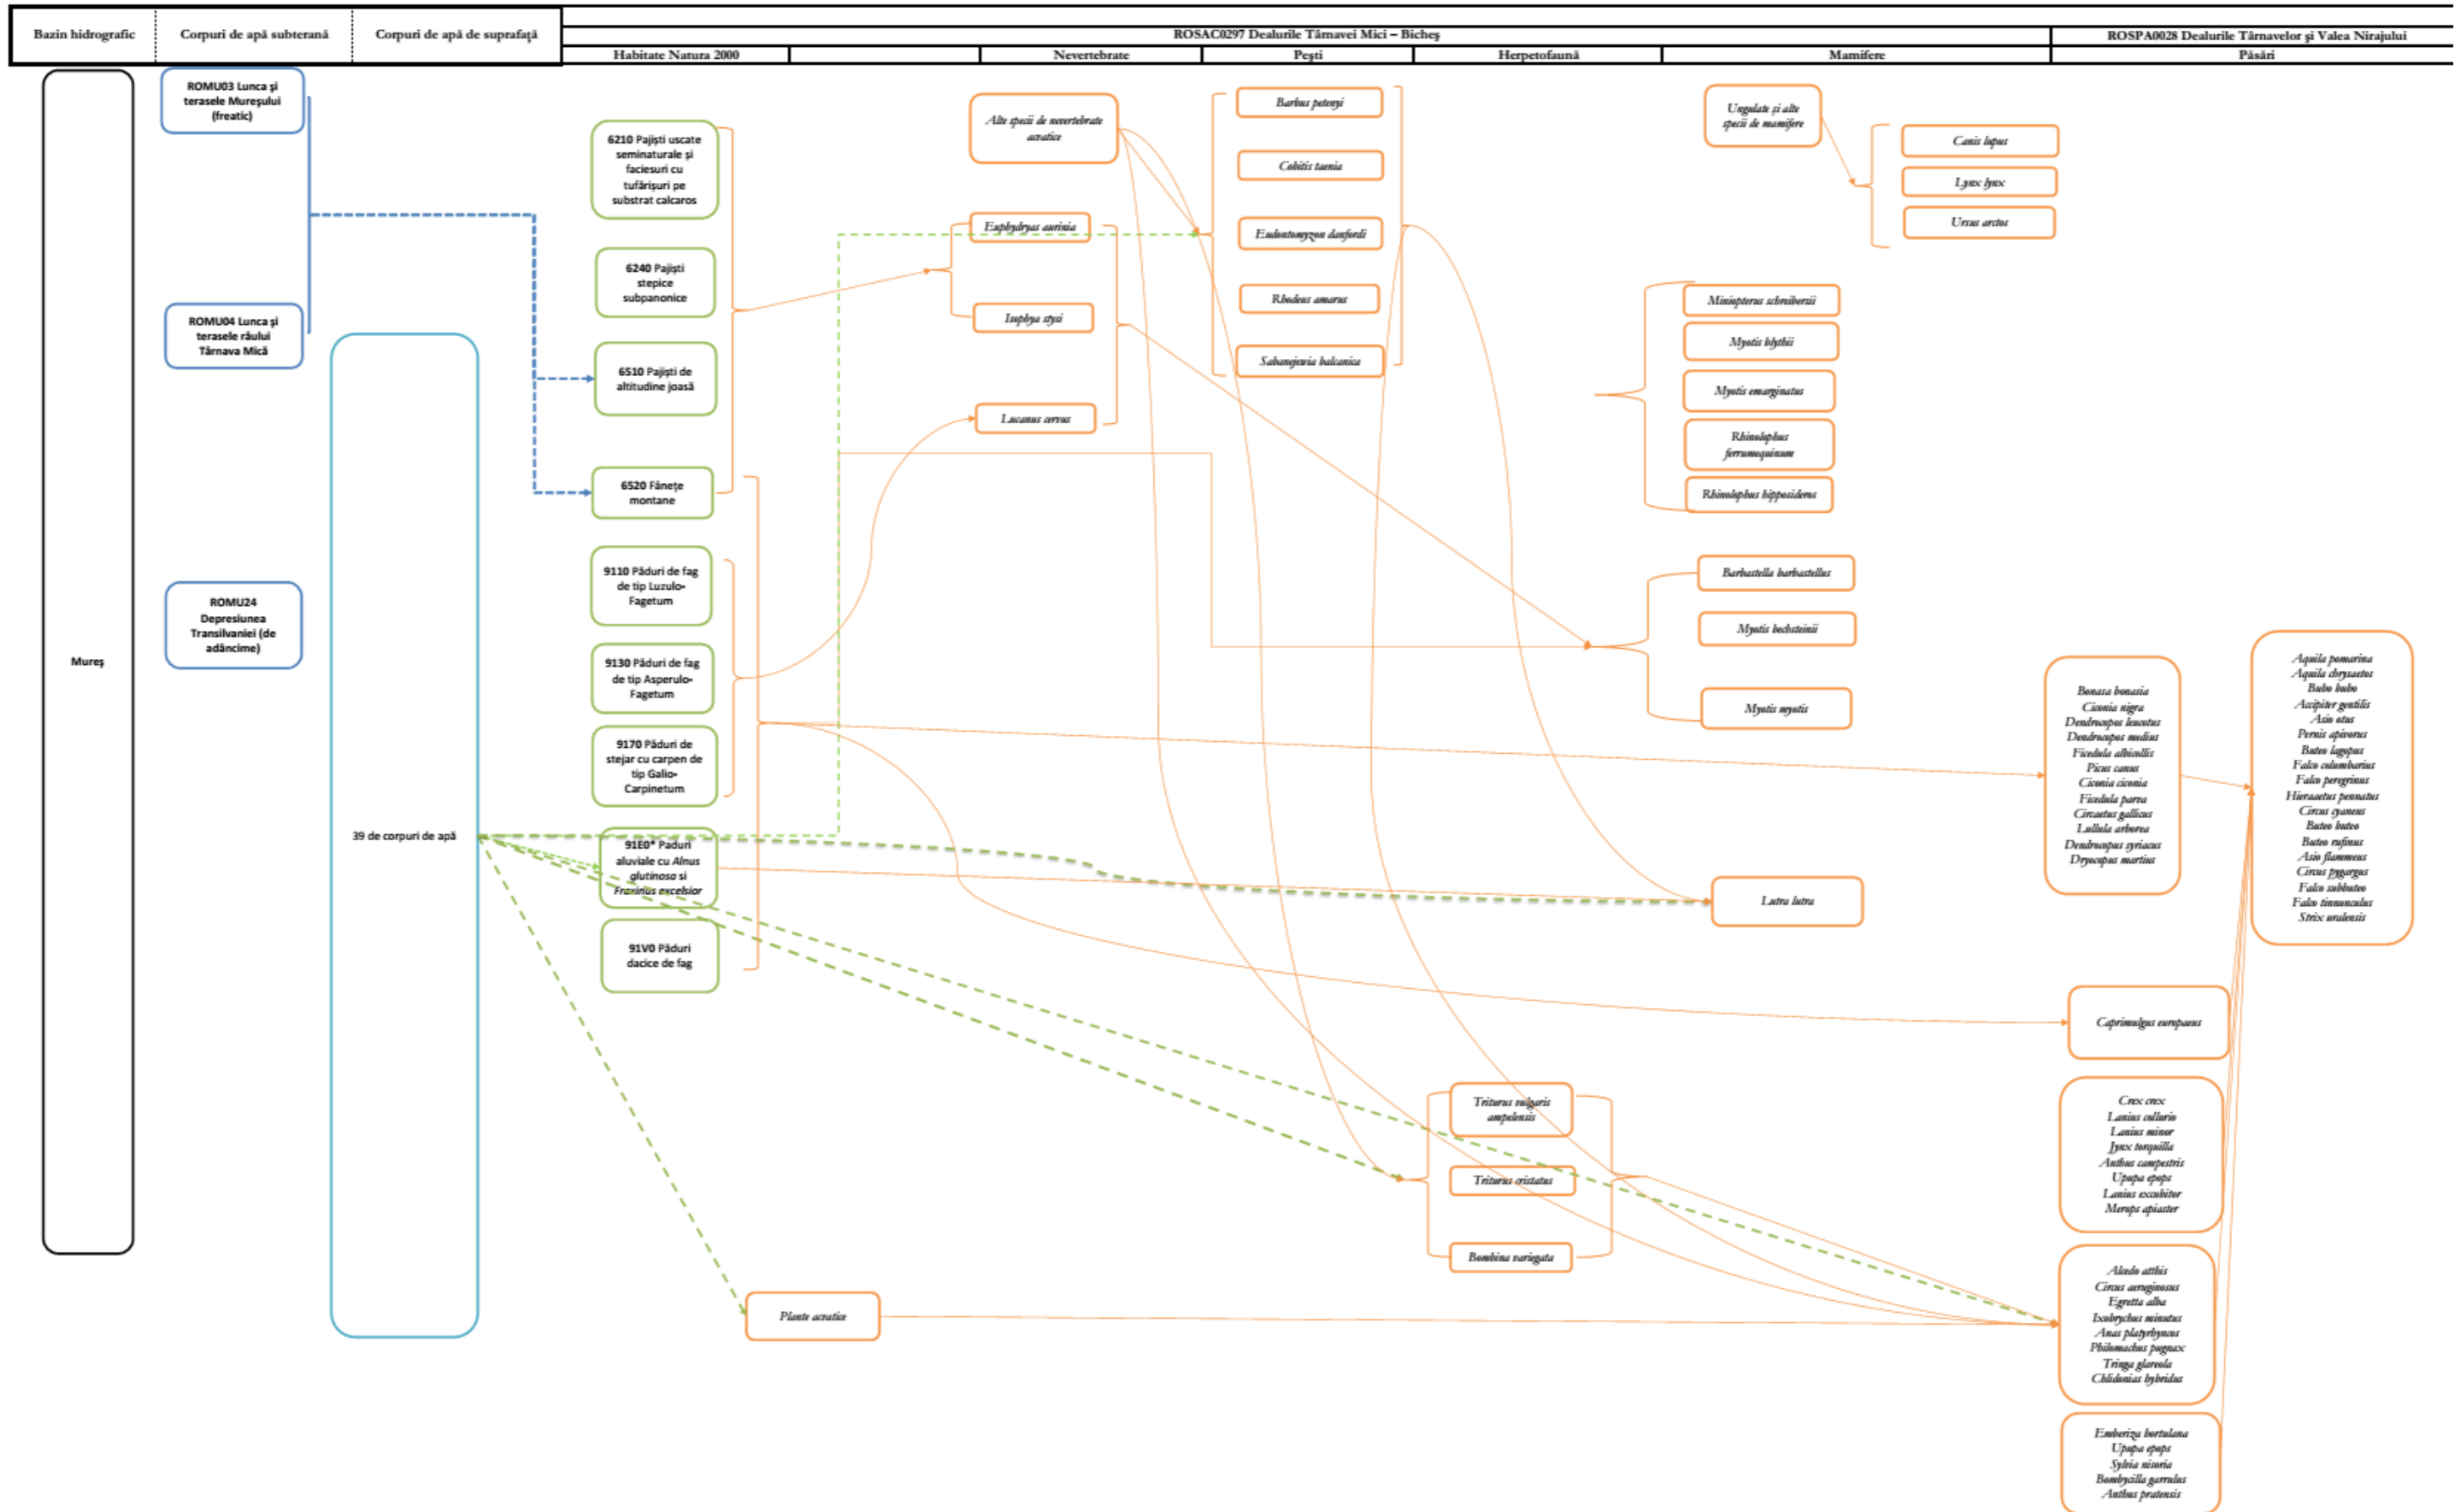 Bazin hidrografic
Corpuri de apă subterană
Corpuri de apă de suprafață
ROSAC0297 Dealurile Târnavei Mici – Bicheș
ROSPA0028 Dealurile Târnavelor și Valea Nirajului
Habitate Natura 2000
Nevertebrate
Pești
Herpetofaună
Mamifere
Păsări
Mureș
ROMU03 Lunca și
terasele Mureșului
(freatic)
ROMU04 Lunca și
terasele râului
Târnava Mică
ROMU24
Depresiunea
Transilvaniei (de
adâncime)
39 de corpuri de apă
6210 Pajiști uscate
seminaturale și
faciesuri cu
tufărișuri pe
substrat calcaros
6240 Pajiști
stepice
subpanonice
6510 Pajiști de
altitudine joasă
6520 Fânețe
montane
9110 Păduri de fag
de tip Luzulo-
Fagetum
9130 Păduri de fag
de tip Asperulo-
Fagetum
9170 Păduri de
stejar cu carpen de
tip Galio-
Carpinetum
91E0* Paduri
aluviale cu Alnus
glutinosa si
Fraxinus excelsior
91V0 Păduri
dacice de fag
Plante acvatice
Alte specii de nevertebrate
acvatice
Euphydryas aurinia
Isophya stysi
Lucanus cervus
Barbus petenyi
Cobitis taenia
Eudontomyzon danfordi
Rhodeus amarus
Sabanejewia balcanica
Triturus vulgaris
ampelensis
Triturus cristatus
Bombina variegata
Ungulate și alte
specii de mamifere
Canis lupus
Lynx lynx
Ursus arctos
Miniopterus schreibersii
Myotis blythii
Myotis emarginatus
Rhinolophus
ferrumequinum
Rhinolophus hipposideros
Barbastella barbastellus
Myotis bechsteinii
Myotis myotis
Lutra lutra
Bonasa bonasia
Ciconia nigra
Dendrocopos leucotus
Dendrocopos medius
Ficedula albicollis
Picus canus
Ciconia ciconia
Ficedula parva
Circaetus gallicus
Lullula arborea
Dendrocopus syriacus
Dryocopus martius
Caprimulgus europaeus
Crex crex
Lanius collurio
Lanius minor
Jynx torquilla
Anthus campestris
Upupa epops
Lanius excubitor
Merops apiaster
Alcedo atthis
Circus aeruginosus
Egretta alba
Ixobrychus minutus
Anas platyrhyncos
Philomachus pugnax
Tringa glareola
Chlidonias hybridus
Emberiza hortulana
Upupa epops
Sylvia nisoria
Bombycilla garrulus
Anthus pratensis
Aquila pomarina
Aquila chrysaetos
Bubo bubo
Accipiter gentilis
Asio otus
Pernis apivorus
Buteo lagopus
Falco columbarius
Falco peregrinus
Hieraaetus pennatus
Circus cyaneus
Buteo buteo
Buteo rufinus
Asio flammeus
Circus pygargus
Falco subbuteo
Falco tinnunculus
Strix uralensis